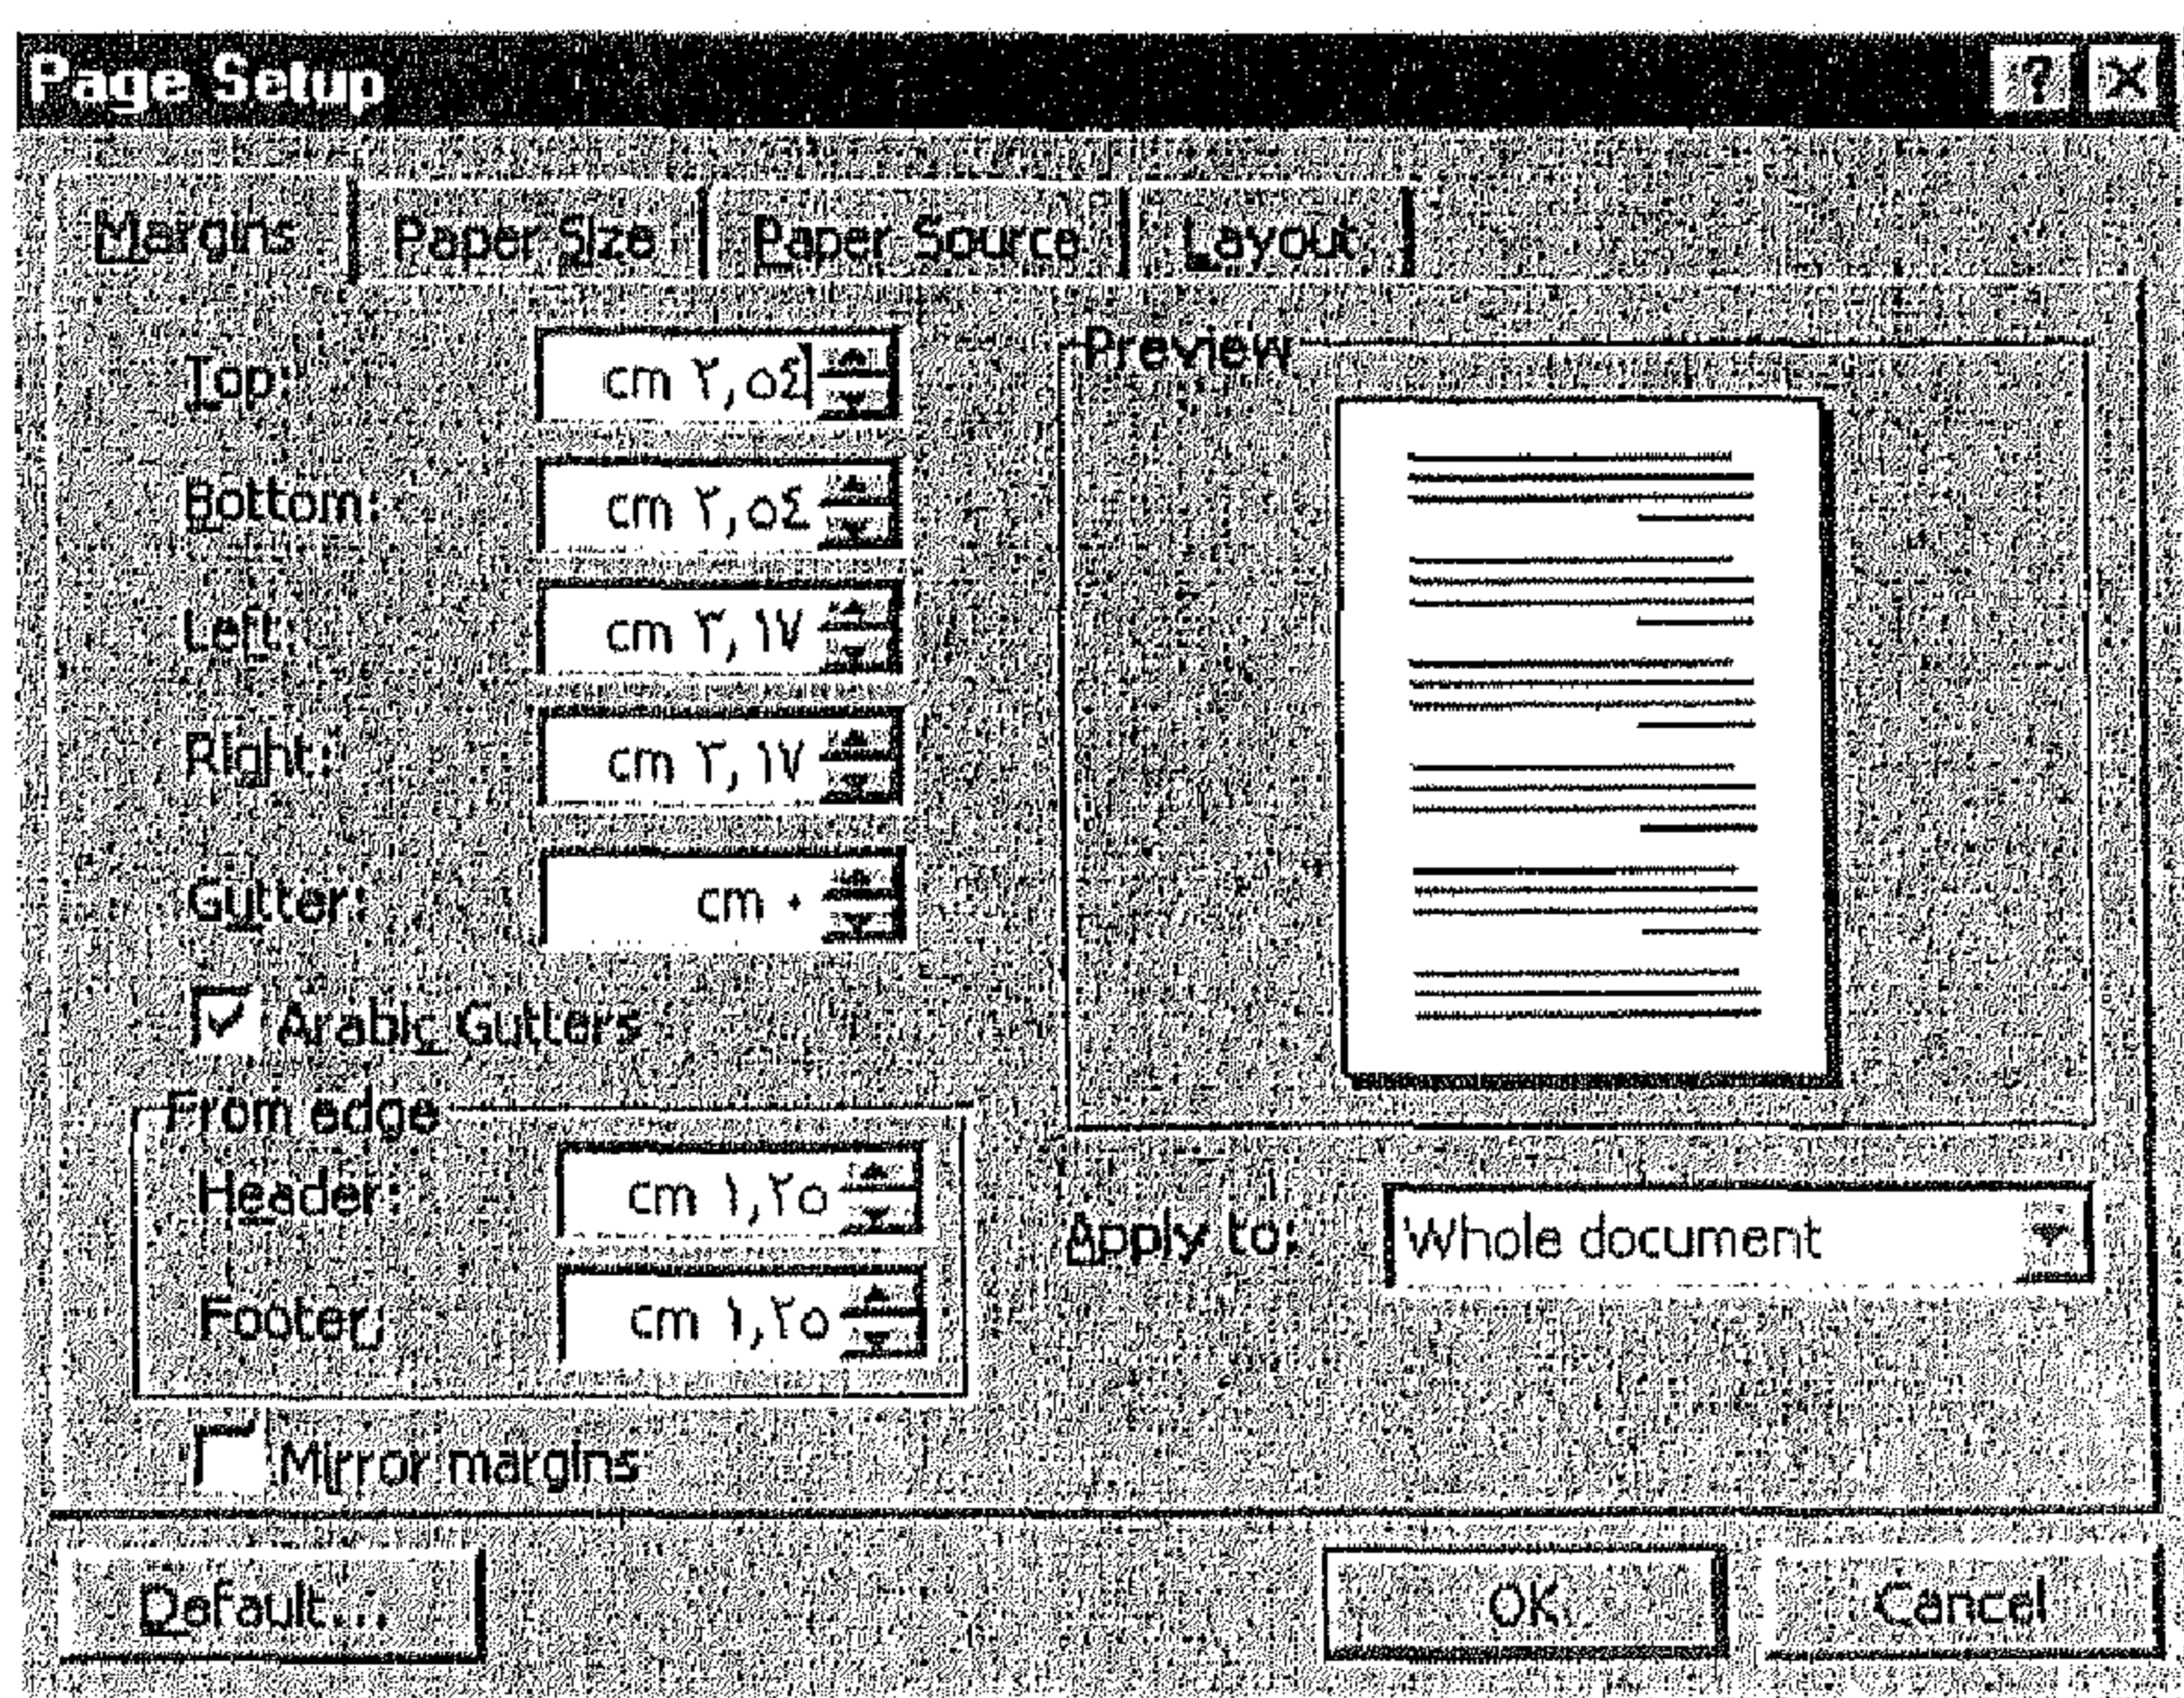 Page Setup
Margins Paper Size Paper Source Layout
Top: cm ٢,٥٤
Bottom: cm ٢,٥٤
Left: cm ٣,١٧
Right: cm ٣,١٧
Gutter: cm ٠
Arabic Gutters
From edge
Header: cm ١,٢٥
Footer: cm ١,٢٥
Mirror margins
Preview
Apply to: Whole document
Default... OK Cancel